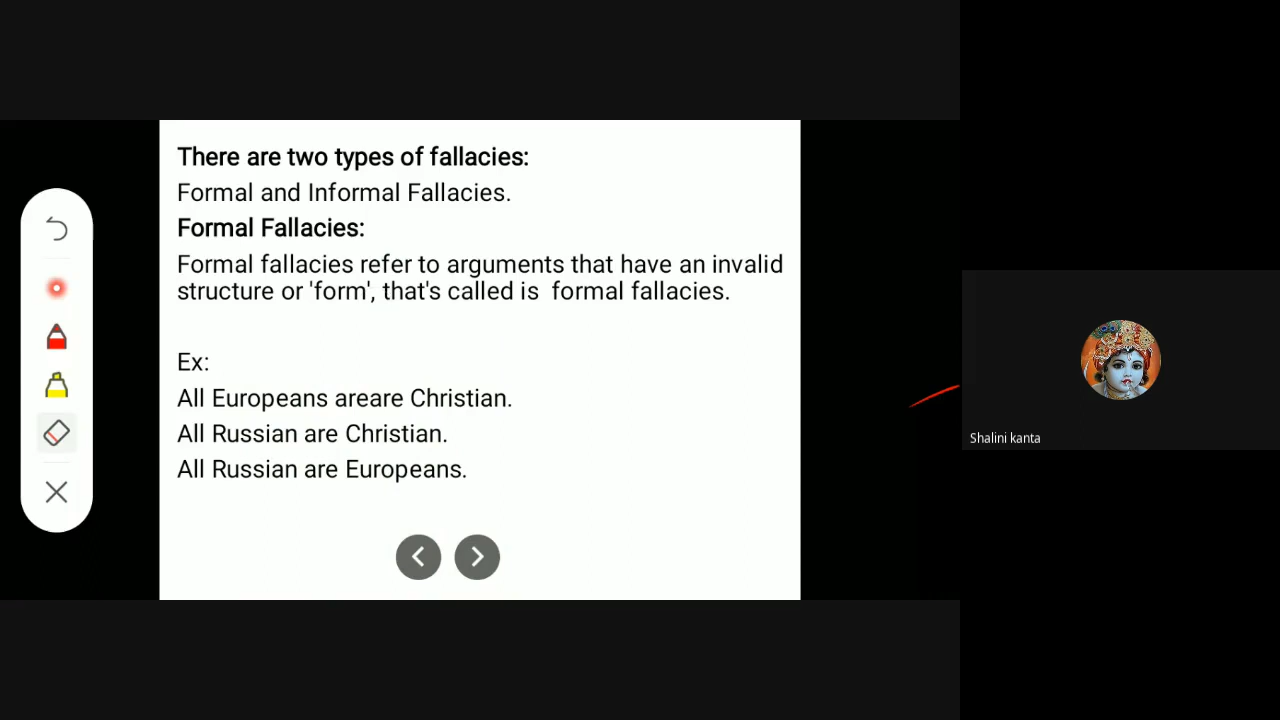 There are two types of fallacies:
Formal and Informal Fallacies.
Formal Fallacies:
Formal fallacies refer to arguments that have an invalid
structure or 'form', that's called is  formal fallacies.
Ex:
All Europeans areare Christian.
All Russian are Christian.
All Russian are Europeans.
Shalini kanta